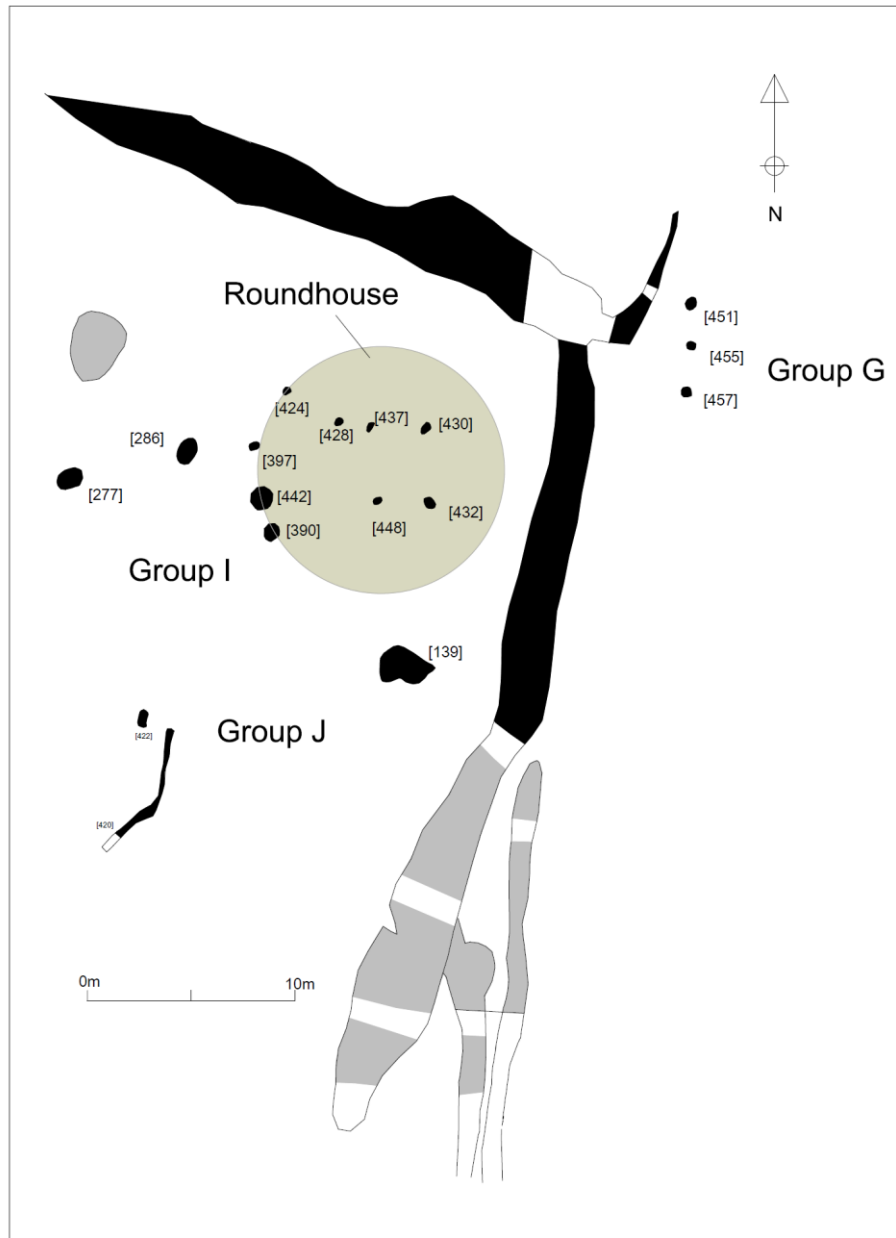 N
Roundhouse
[451]
[455]
Group G
[457]
[424]
[428]
[437]
[430]
[286]
[397]
[277]
[442]
[448]
[432]
[390]
Group I
[139]
Group J
[422]
[420]
0m
10m